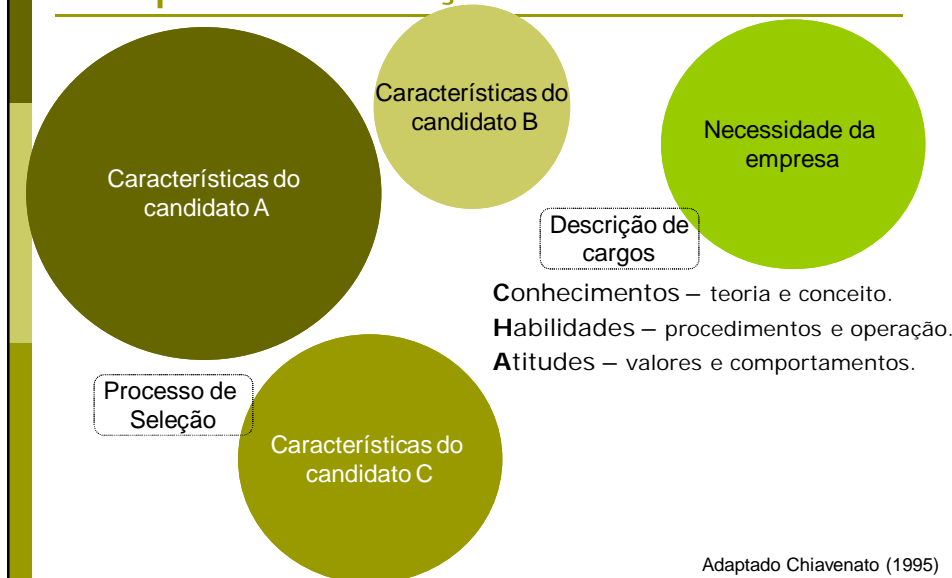 Características do
candidato B
Necessidade da
empresa
Características do
candidato A
Descrição de
cargos
Conhecimentos – teoria e conceito.
Habilidades – procedimentos e operação.
Atitudes – valores e comportamentos.
Processo de
Seleção
Características do
candidato C
Adaptado Chiavenato (1995)